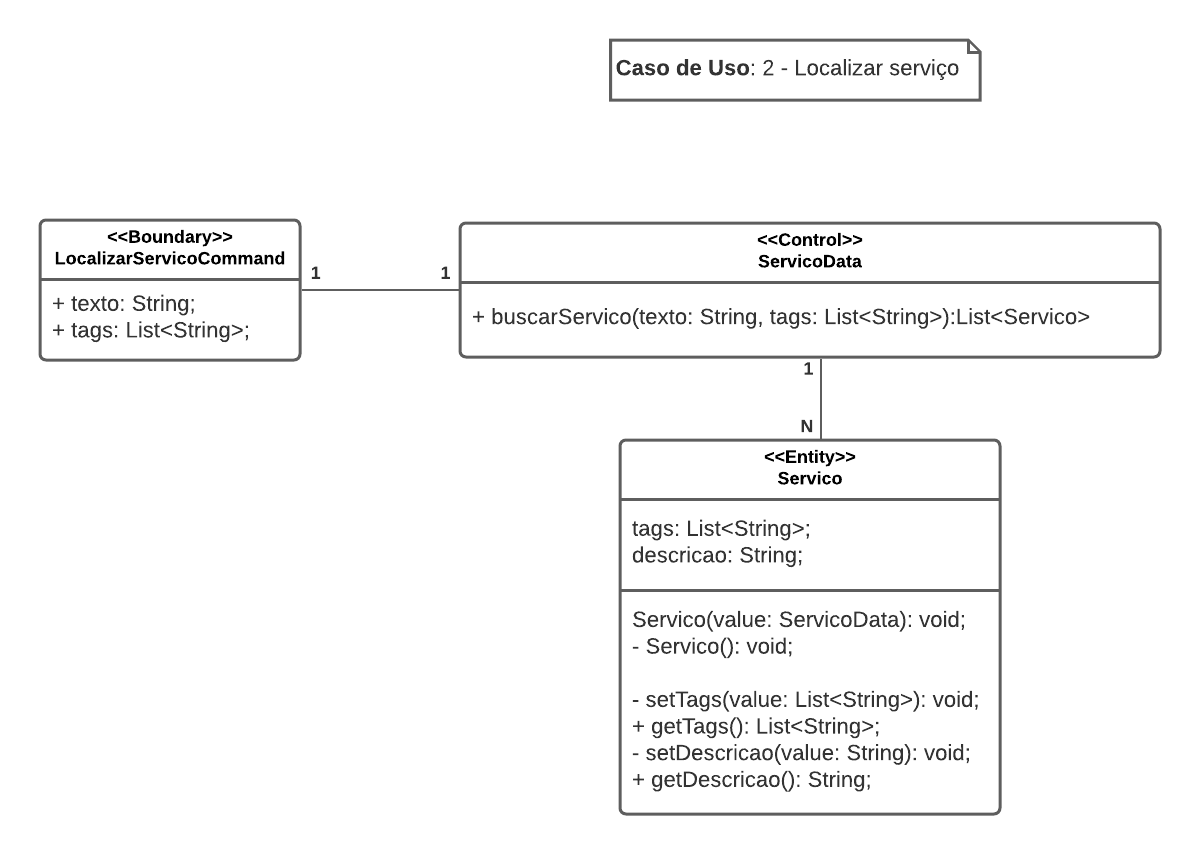 Caso de Uso: 2 - Localizar serviço
<<Boundary>>
LocalizarServicoCommand
+ texto: String;
+ tags: List<String>;
1
1
<<Control>>
ServicoData
+ buscarServico(texto: String, tags: List<String>):List<Servico>
1
N
<<Entity>>
Servico
tags: List<String>;
descricao: String;
Servico(value: ServicoData): void;
- Servico(): void;
- setTags(value: List<String>): void;
+ getTags(): List<String>;
- setDescricao(value: String): void;
+ getDescricao(): String;